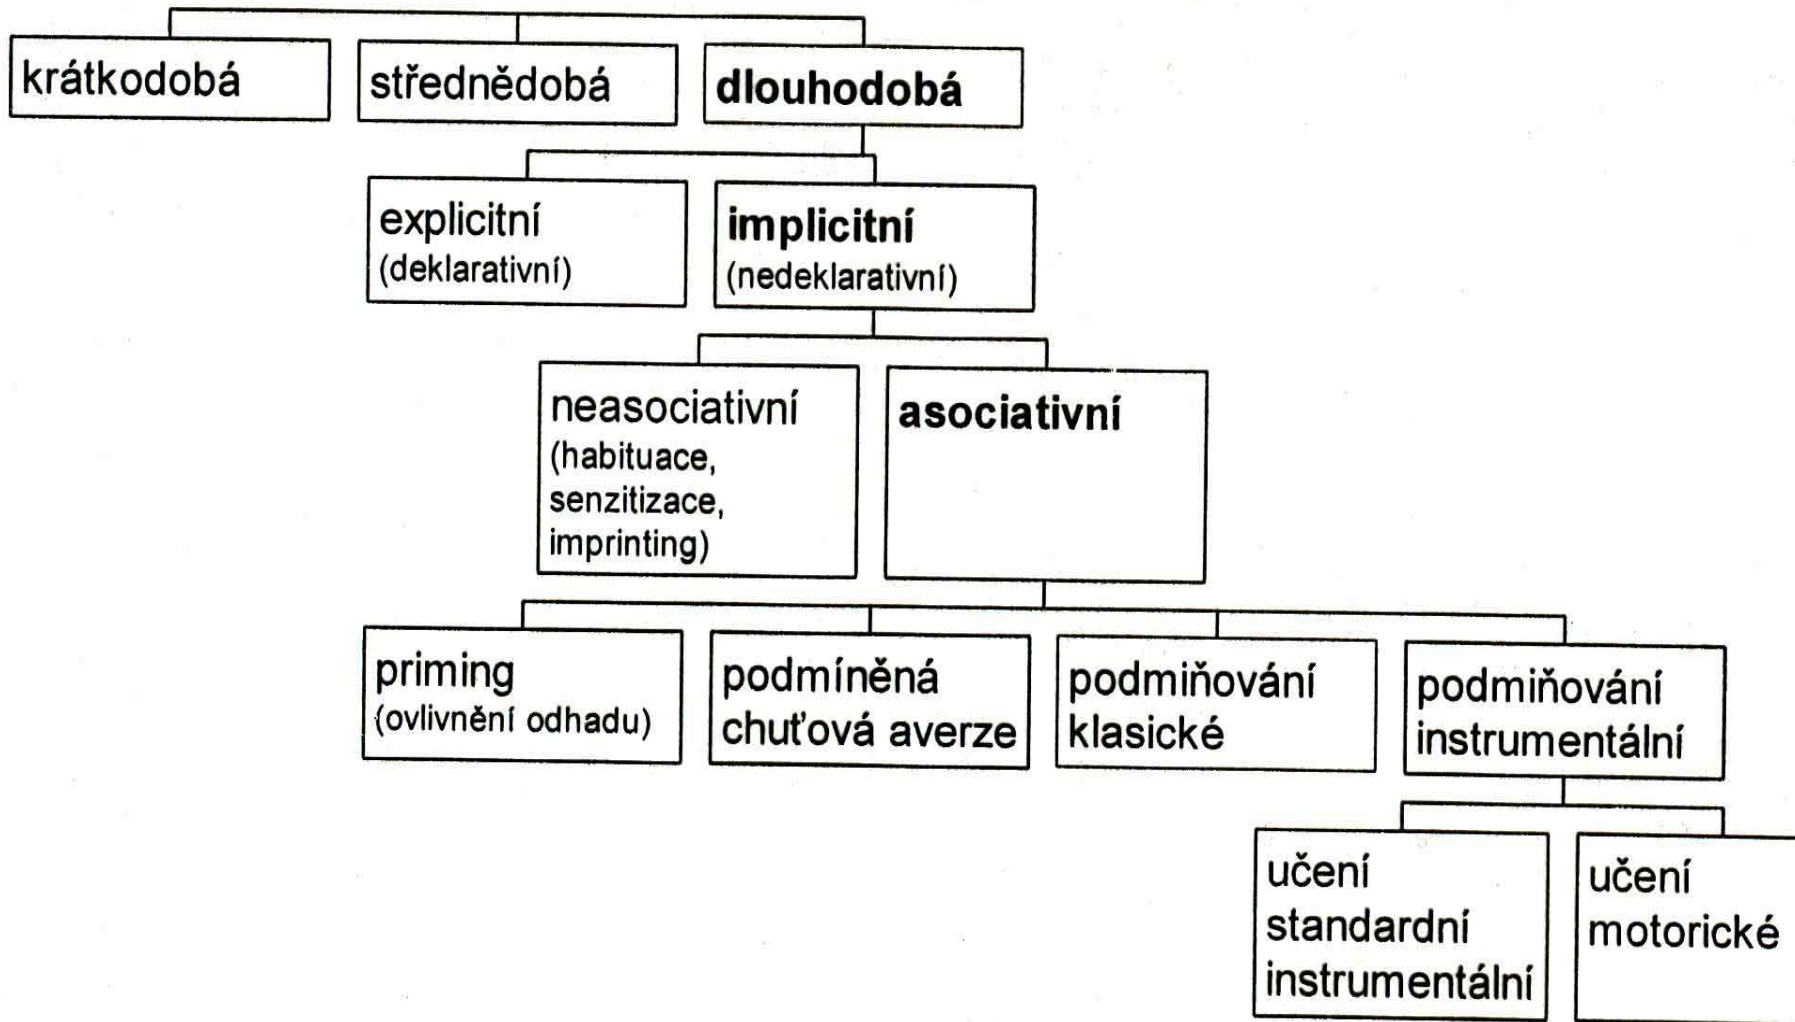 krátkodobá
střednědobá
dlouhodobá
explicitní
(deklarativní)
implicitní
(nedeklarativní)
neasociativní
(habituace,
senzitizace,
imprinting)
asociativní
priming
(ovlivnění odhadu)
podmíněná
chuťová averze
podmiňování
klasické
podmiňování
instrumentální
učení
standardní
instrumentální
učení
motorické